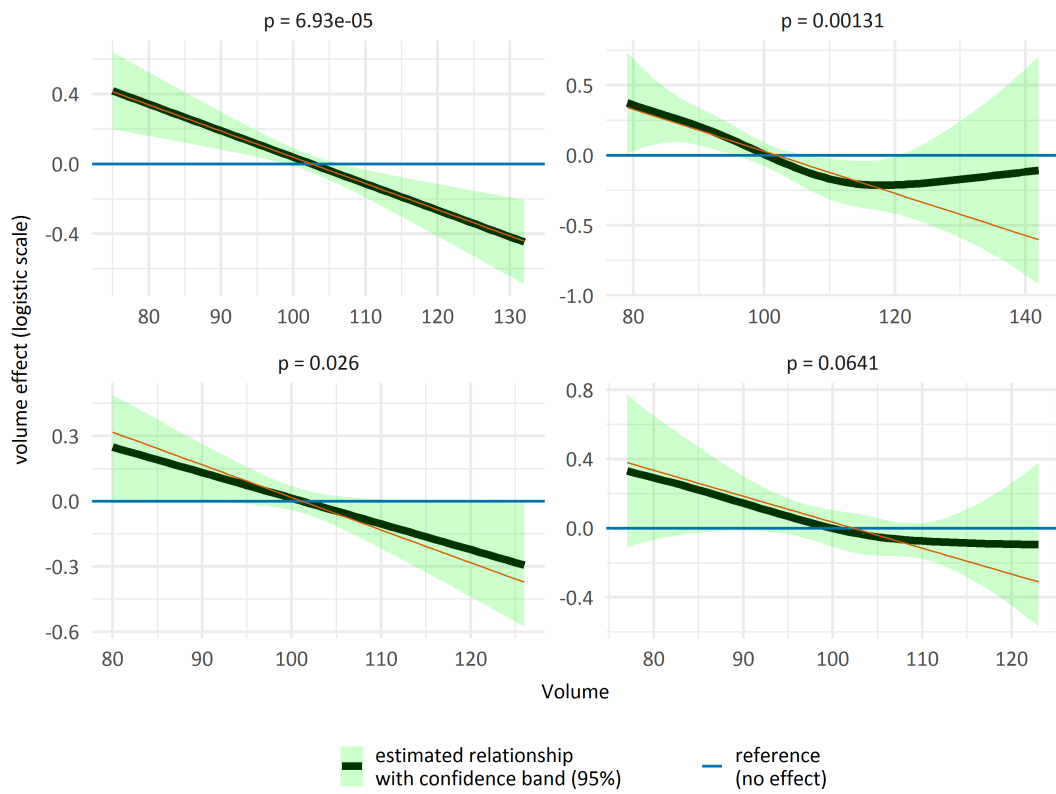 p = 6.93e-05
p = 0.00131
0.4
0.0
-0.4
80 90 100 110 120 130
0.5
0.0
-0.5
-1.0
80 100 120 140
volume effect (logistic scale)
p = 0.026
p = 0.0641
0.3
0.0
-0.3
-0.6
80 90 100 110 120
0.8
0.4
0.0
-0.4
80 90 100 110 120
Volume
estimated relationship
with confidence band (95%)
reference
(no effect)